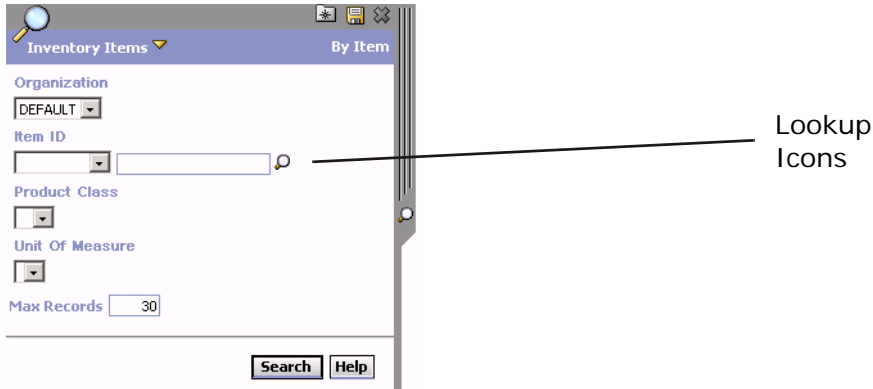 Inventory Items By Item
Organization
DEFAULT
Item ID
Product Class
Unit Of Measure
Max Records 30
Search Help
Lookup
Icons